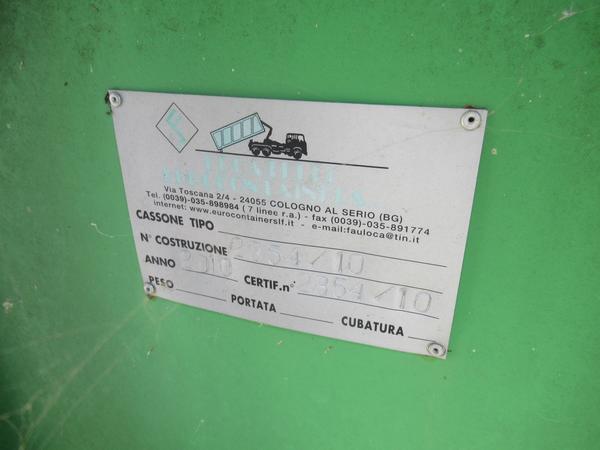 EUROCONTAINERS
Via Toscana 2/4 - 24055 COLOGNO AL SERIO (BG)
Tel. (0039)-035-898984 ( 7 linee r.a.) - fax (0039)-035-891774
internet: www.eurocontainerslf.it - e-mail:fauloca@tin.it
CASSONE TIPO
N° COSTRUZIONE 2354/10
ANNO 2010 CERTIF.n° 2354/10
PESO PORTATA CUBATURA